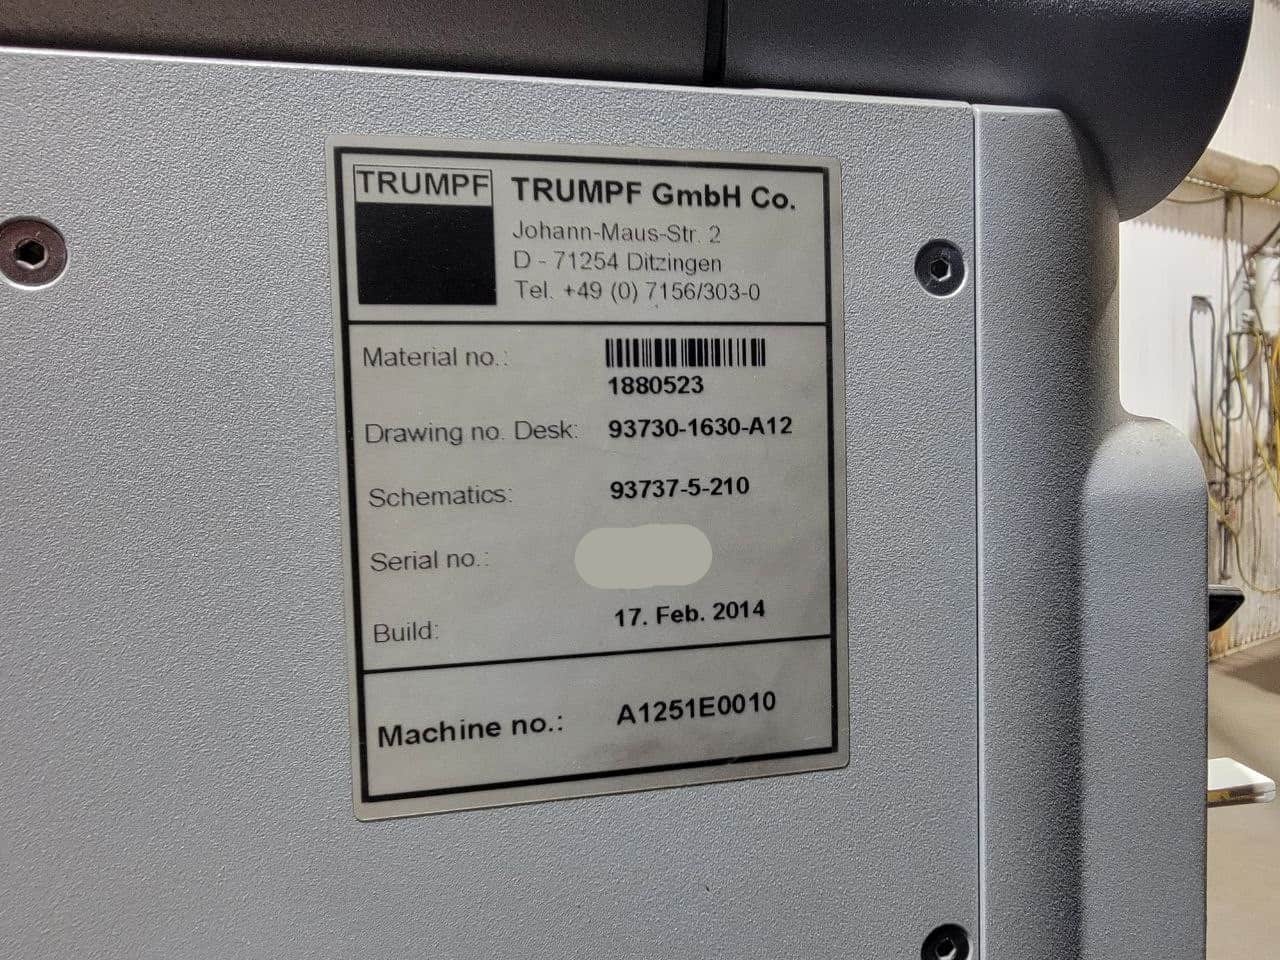 TRUMPF
TRUMPF GmbH Co.
Johann-Maus-Str. 2
D - 71254 Ditzingen
Tel. +49 (0) 7156/303-0
Material no.:
1880523
Drawing no. Desk: 93730-1630-A12
Schematics: 93737-5-210
Serial no.:
Build: 17. Feb. 2014
Machine no.: A1251E0010